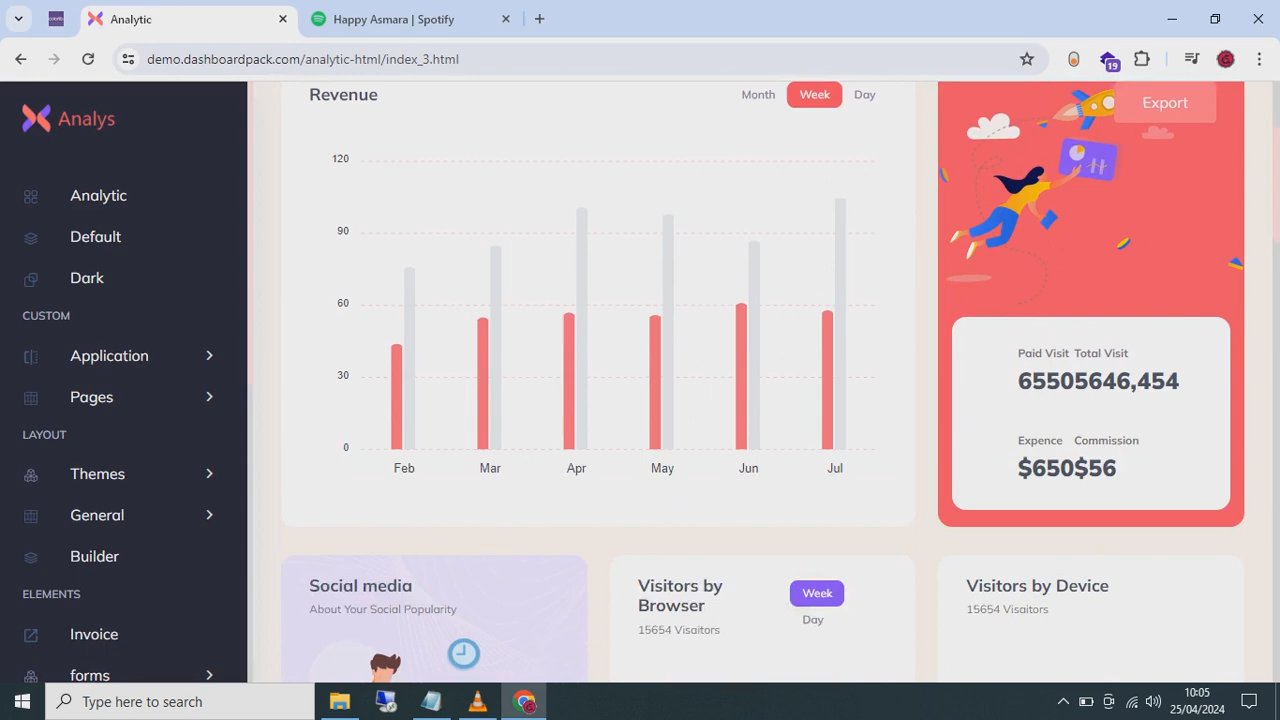 Analytic
Happy Asmara | Spotify
demo.dashboardpack.com/analytic-html/index_3.html
19
Analys
Analytic
Default
Dark
CUSTOM
Application
Pages
LAYOUT
Themes
General
Builder
ELEMENTS
Invoice
forms
Revenue
Month
Week
Day
120
90
60
30
0
Feb
Mar
Apr
May
Jun
Jul
Export
Paid Visit Total Visit
65505646,454
Expence Commission
$650$56
Social media
About Your Social Popularity
Visitors by
Browser
15654 Visaitors
Week
Day
Visitors by Device
15654 Visaitors
Type here to search
10:05
25/04/2024